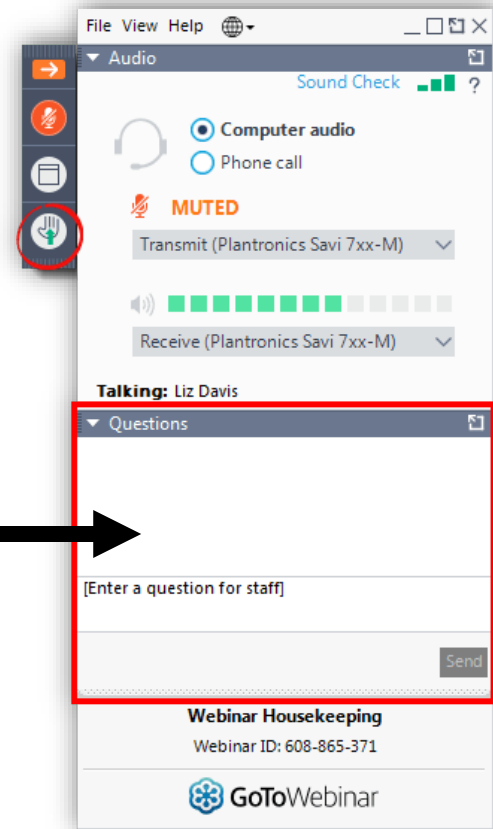 File View Help
Audio
Sound Check ?
Computer audio
Phone call
MUTED
Transmit (Plantronics Savi 7xx-M)
Receive (Plantronics Savi 7xx-M)
Talking: Liz Davis
Questions
[Enter a question for staff]
Send
Webinar Housekeeping
Webinar ID: 608-865-371
GoToWebinar